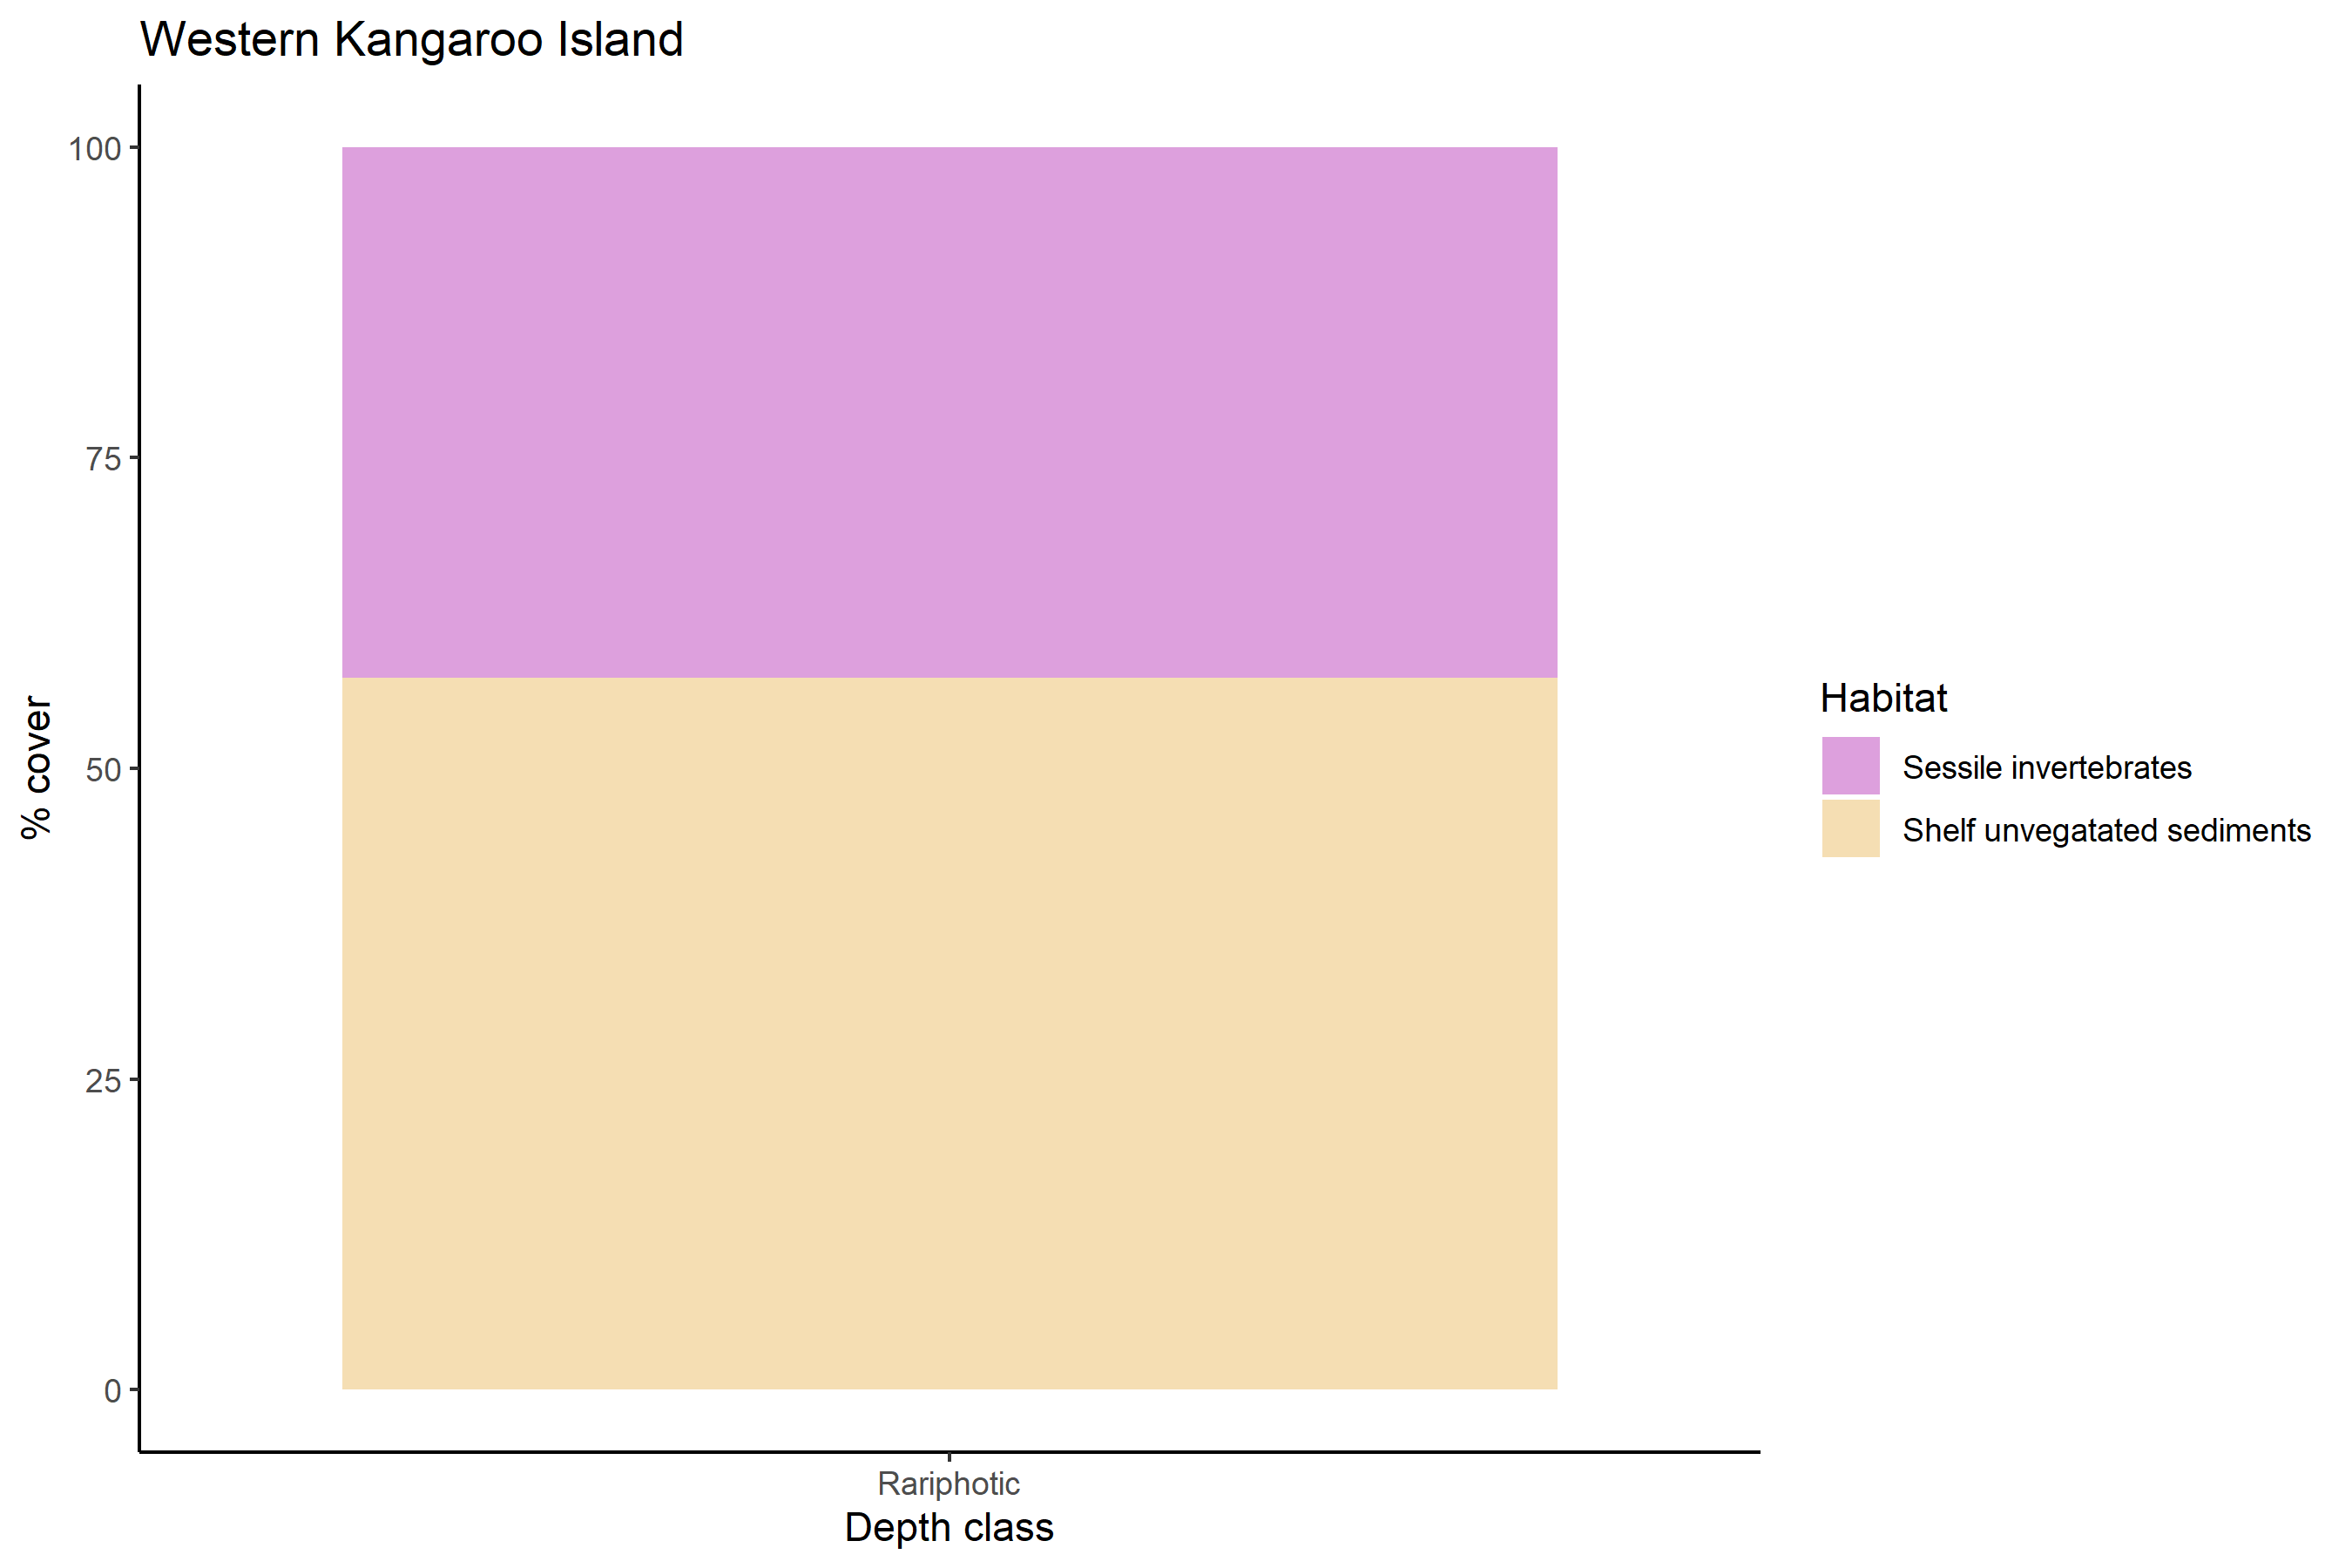 Western Kangaroo Island
100
75
50
25
0
% cover
Rariphotic
Depth class
Habitat
Sessile invertebrates
Shelf unvegatated sediments